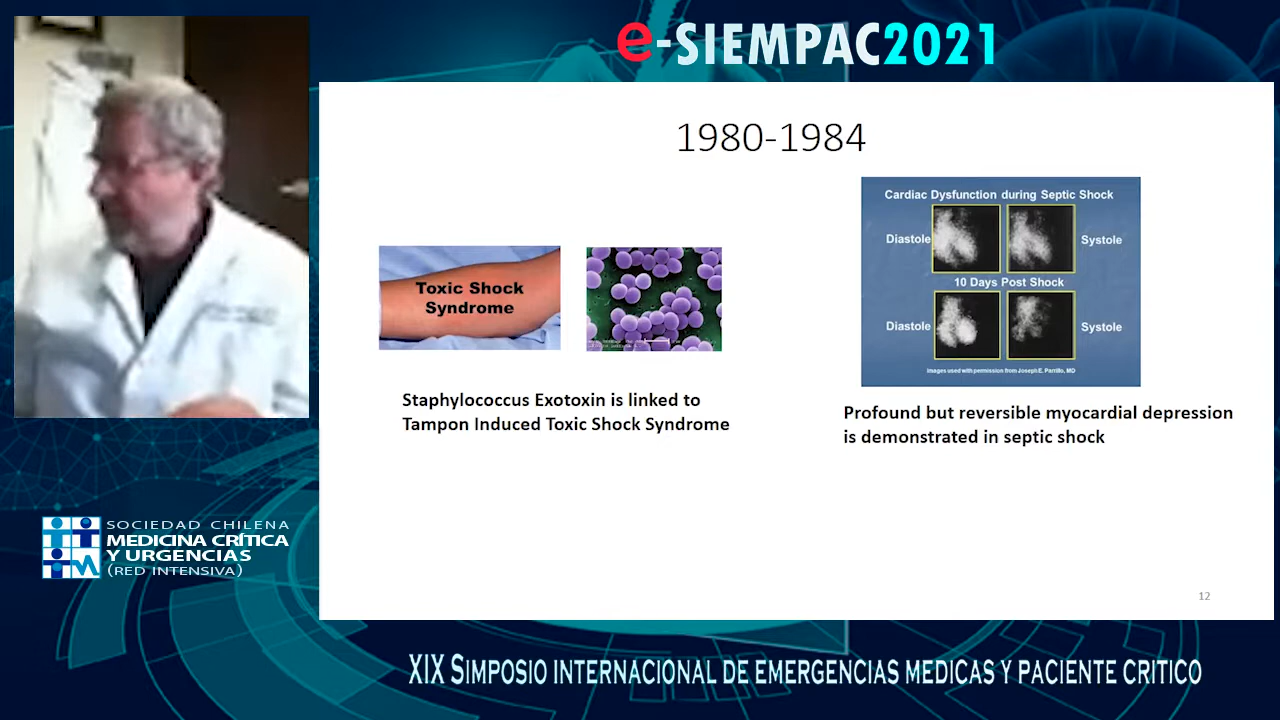 e-SIEMPAC2021
1980-1984
Toxic Shock
Syndrome
Staphylococcus Exotoxin is linked to
Tampon Induced Toxic Shock Syndrome
Cardiac Dysfunction during Septic Shock
Diastole
Systole
10 Days Post Shock
Diastole
Systole
Images used with permission from Joseph E. Parrillo, MD
Profound but reversible myocardial depression
is demonstrated in septic shock
12
SOCIEDAD CHILENA
MEDICINA CRÍTICA
Y URGENCIAS
(RED INTENSIVA)
XIX SIMPOSIO INTERNACIONAL DE EMERGENCIAS MEDICAS Y PACIENTE CRITICO